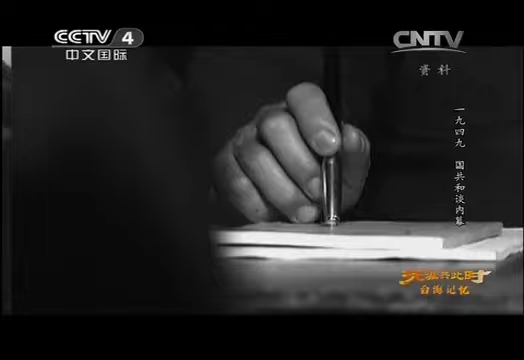 CCTV 4
中文国际
CNTV
资料
一九四九 国共和谈内幕
天涯共此时
台海记忆